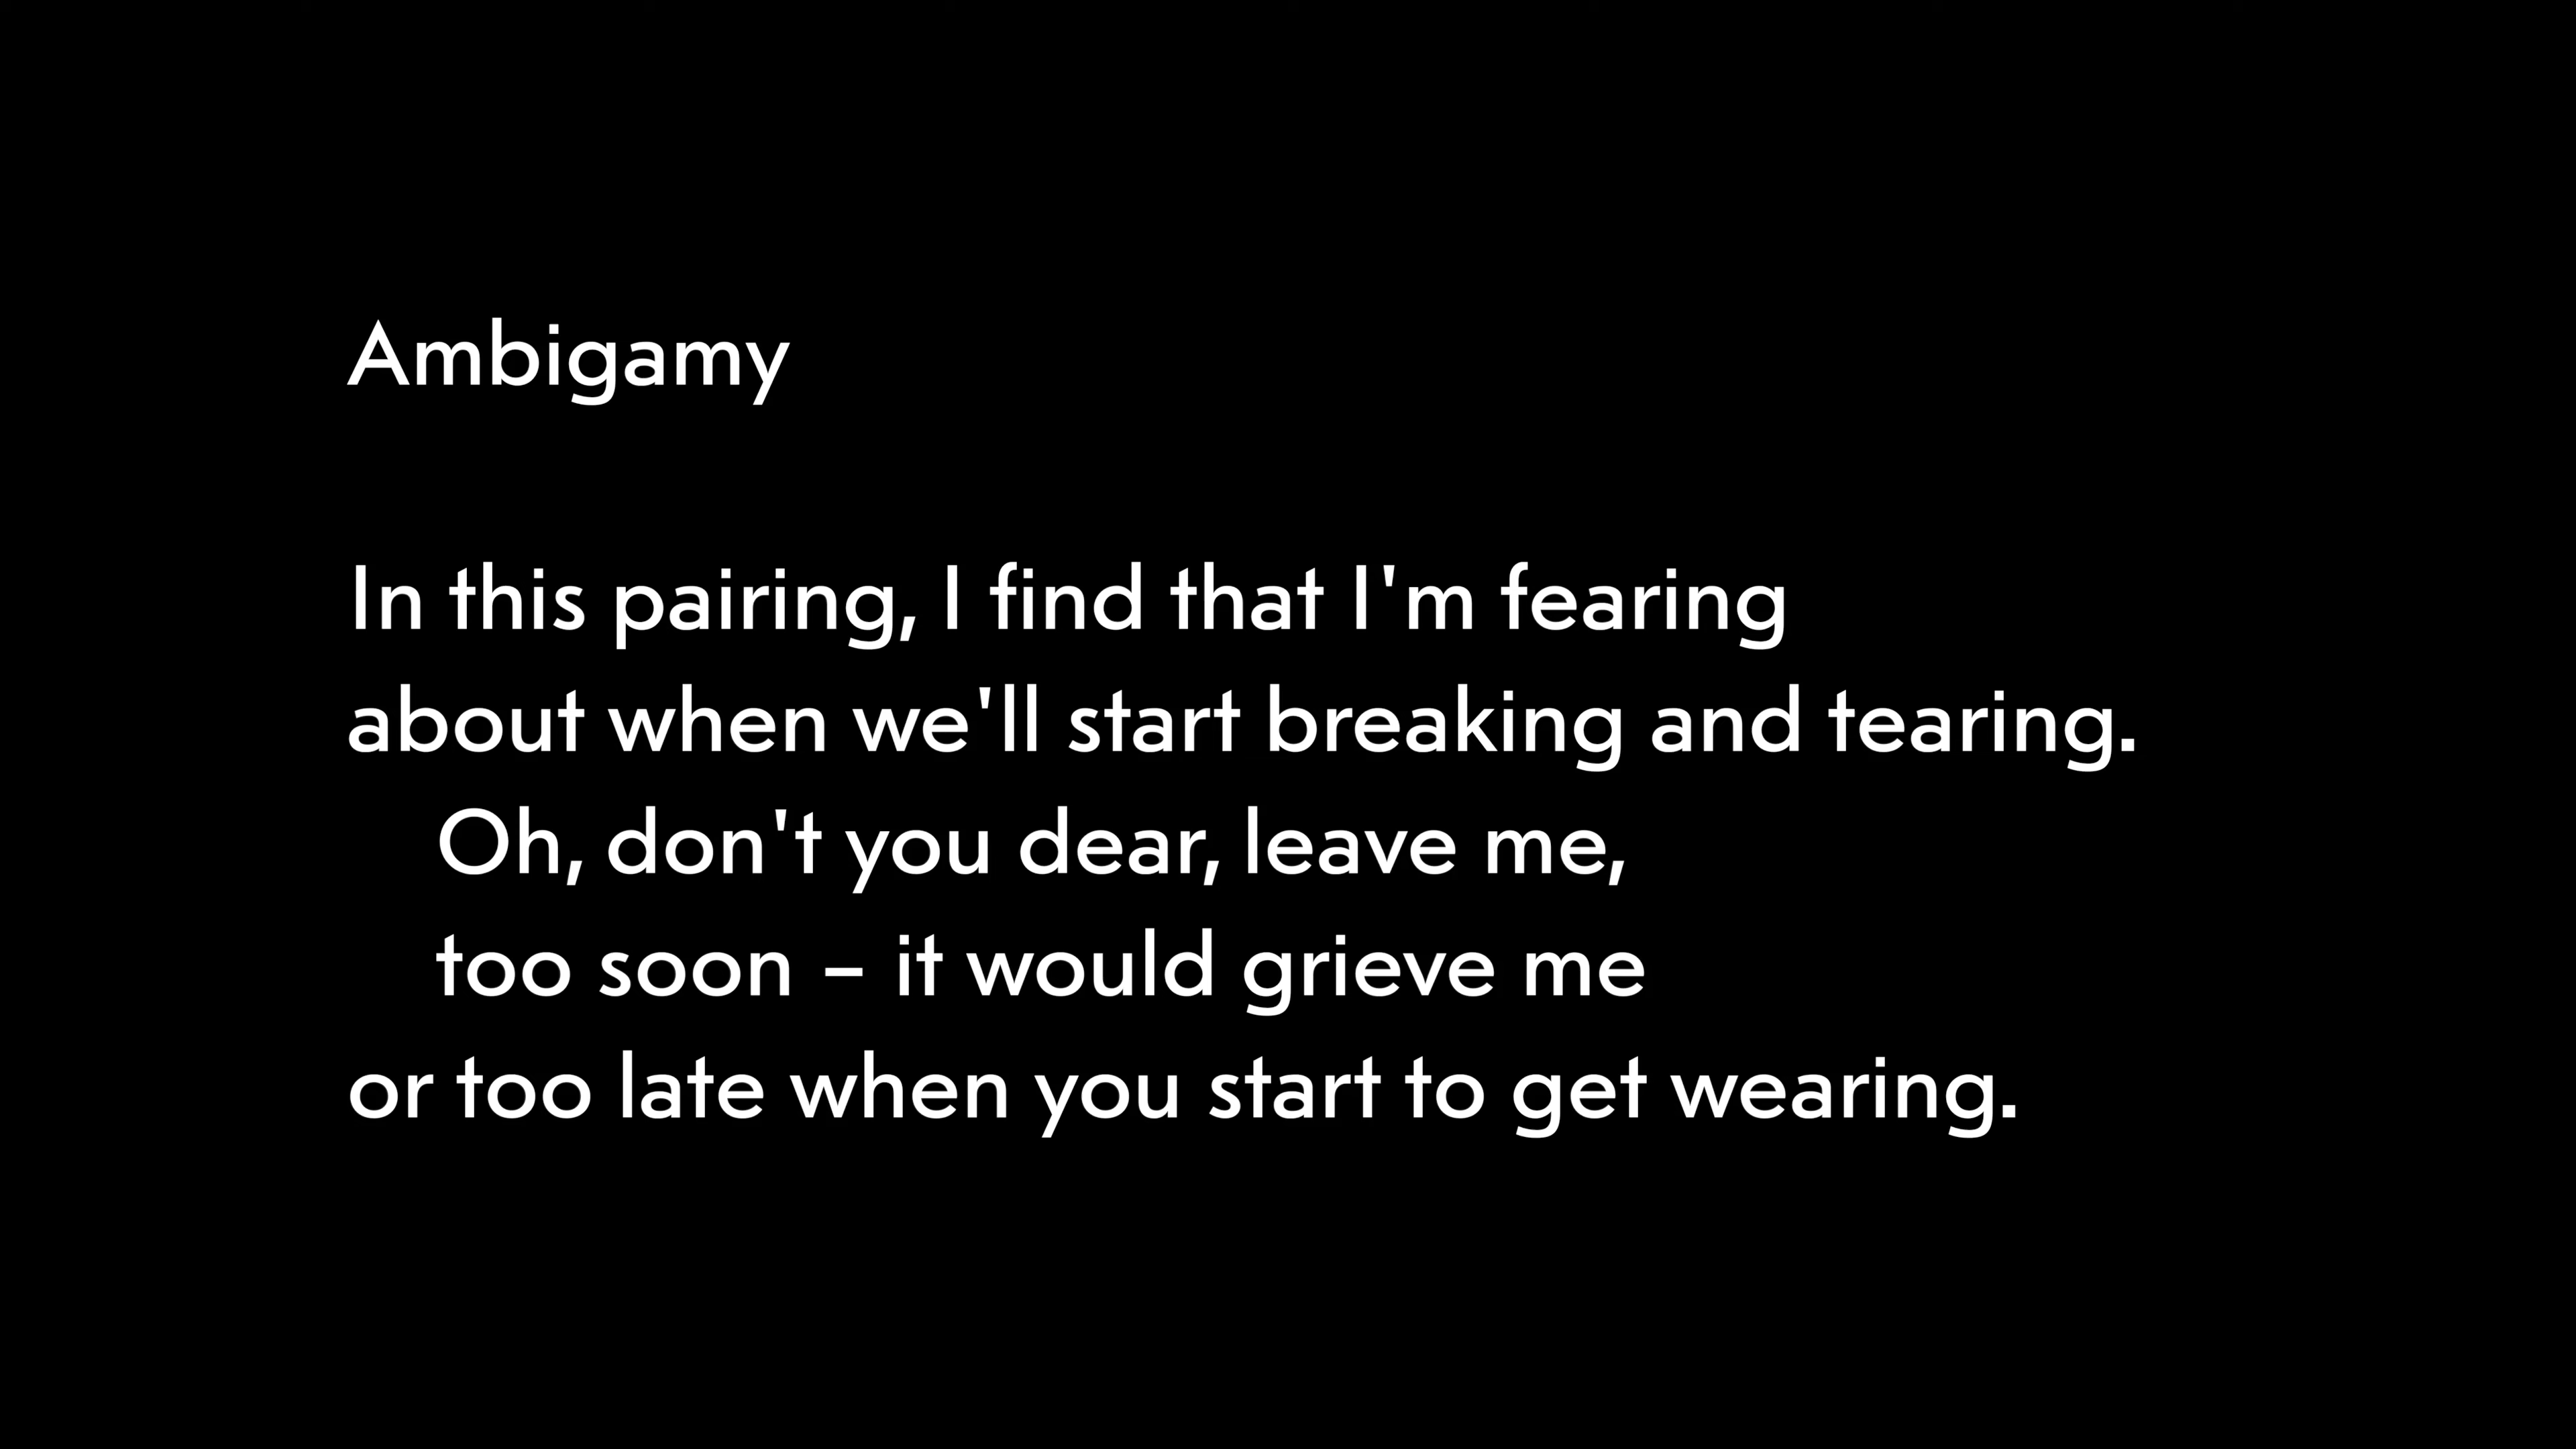 Ambigamy
In this pairing, I find that I'm fearing
about when we'll start breaking and tearing.
Oh, don't you dear, leave me,
too soon – it would grieve me
or too late when you start to get wearing.